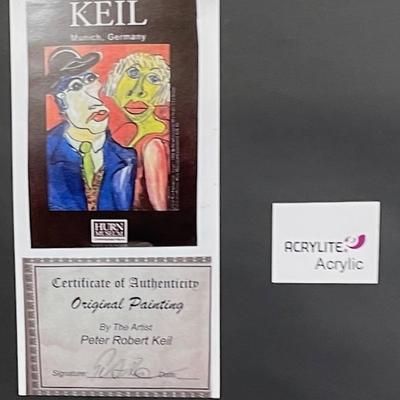 KEIL
Munich, Germany
HURN
MUSEUM
Certificate of Authenticity
Original Painting
By The Artist
Peter Robert Keil
Signature:
Date:
ACRYLITE
Acrylic